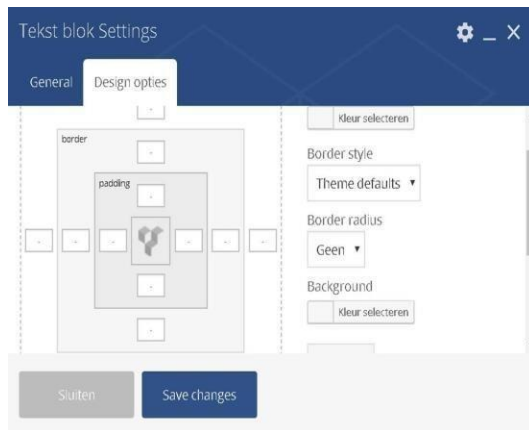 Tekst blok Settings
General
Design opties
border
padding
Kleur selecteren
Border style
Theme defaults
Border radius
Geen
Background
Kleur selecteren
Sluiten
Save changes